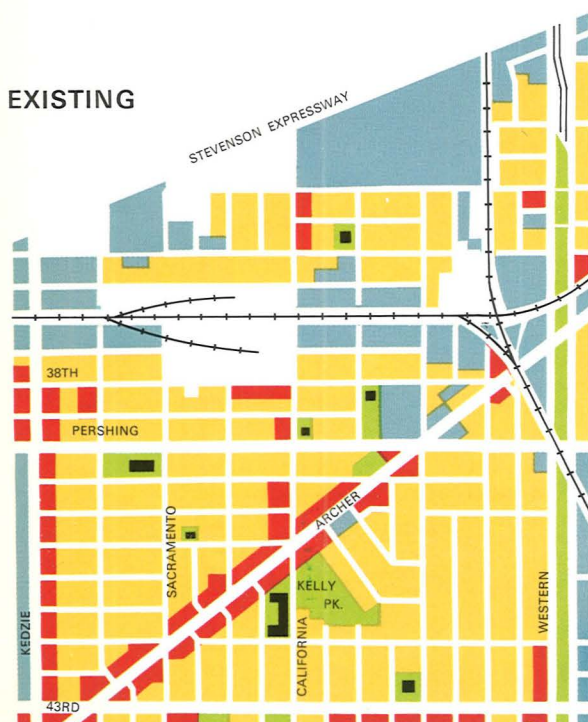 EXISTING
STEVENSON EXPRESSWAY
38TH
PERSHING
SACRAMENTO
ARCHER
KEDZIE
KELLY
PK.
CALIFORNIA
WESTERN
43RD